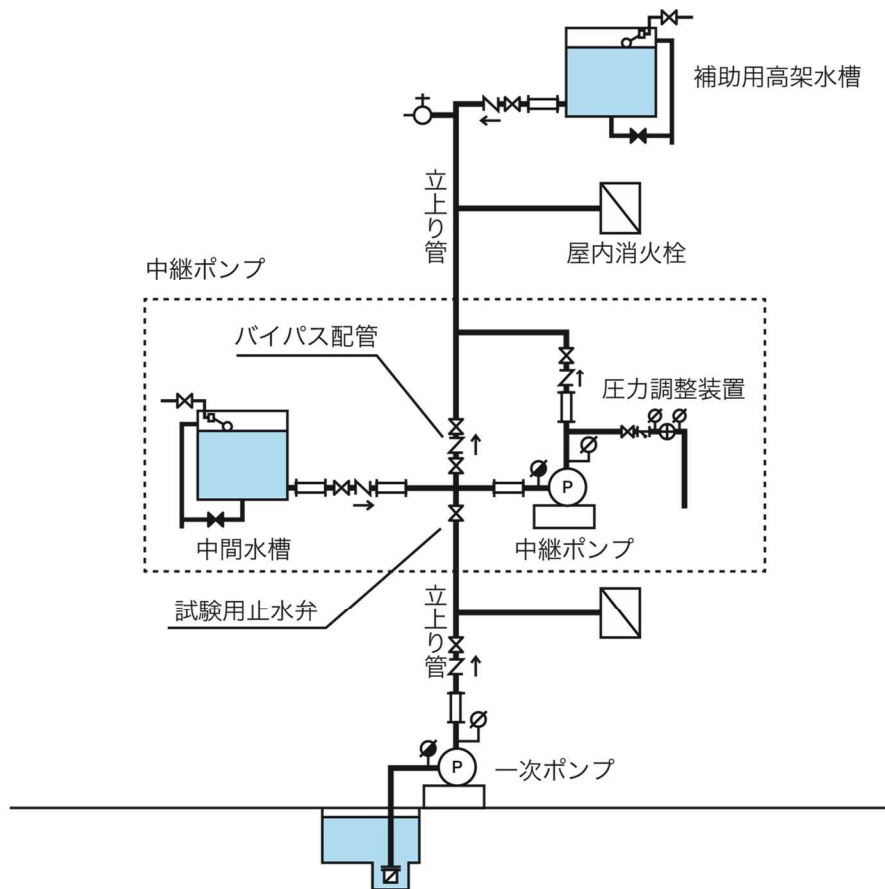 補助用高架水槽
立上り管
屋内消火栓
中継ポンプ
バイパス配管
圧力調整装置
P
中間水槽
中継ポンプ
試験用止水弁
立上り管
P
一次ポンプ